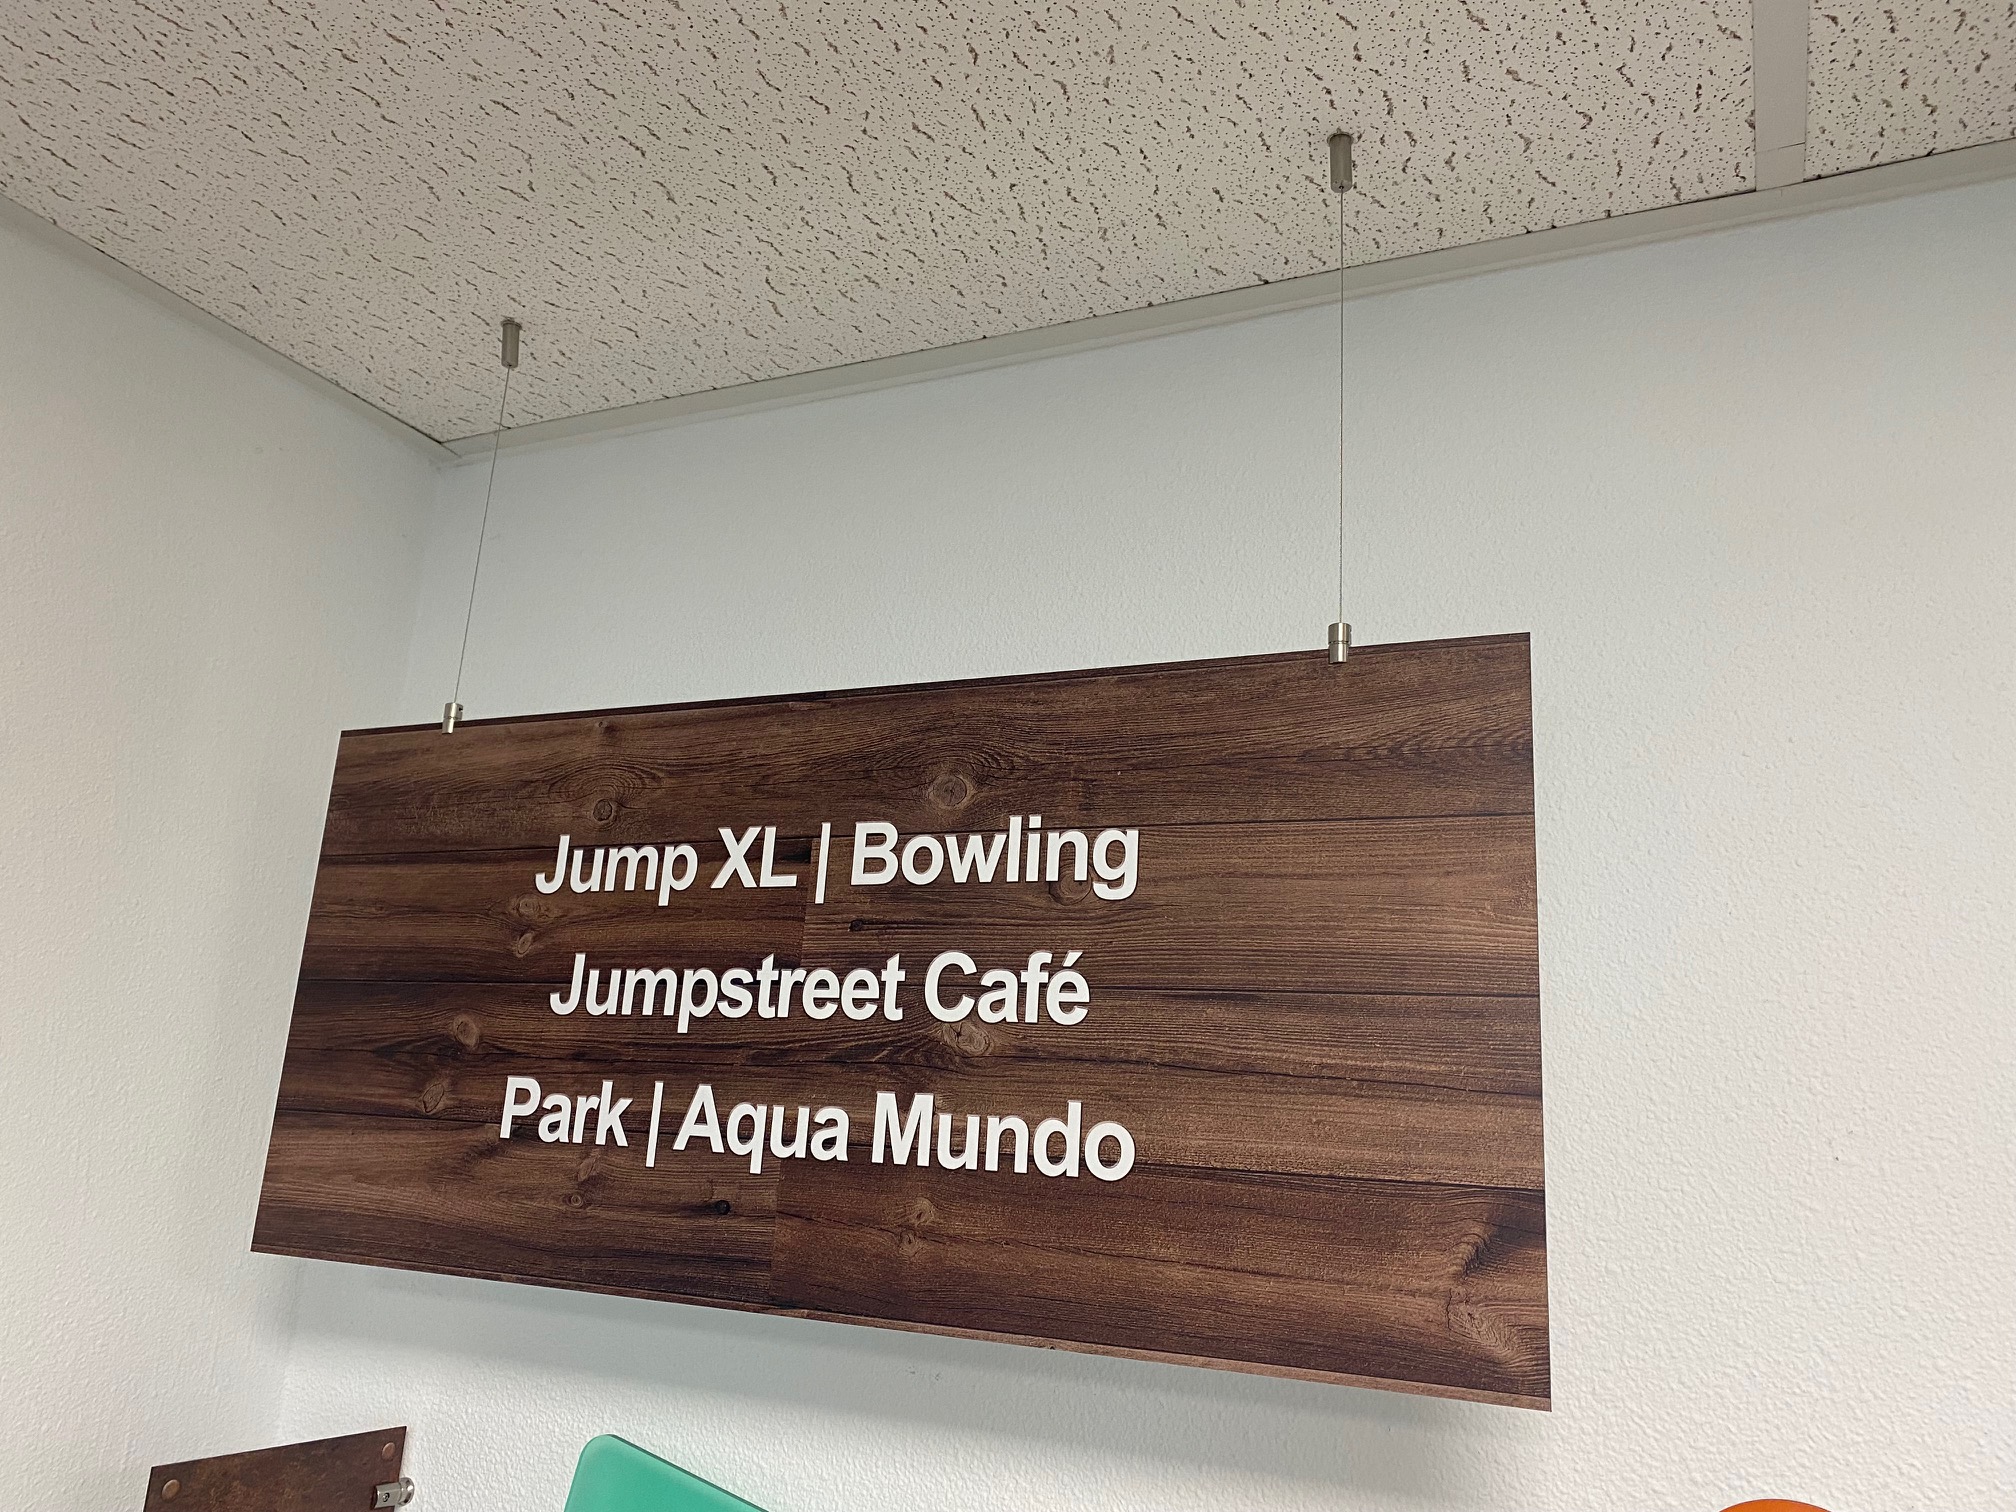 Jump XL | Bowling
Jumpstreet Café
Park | Aqua Mundo